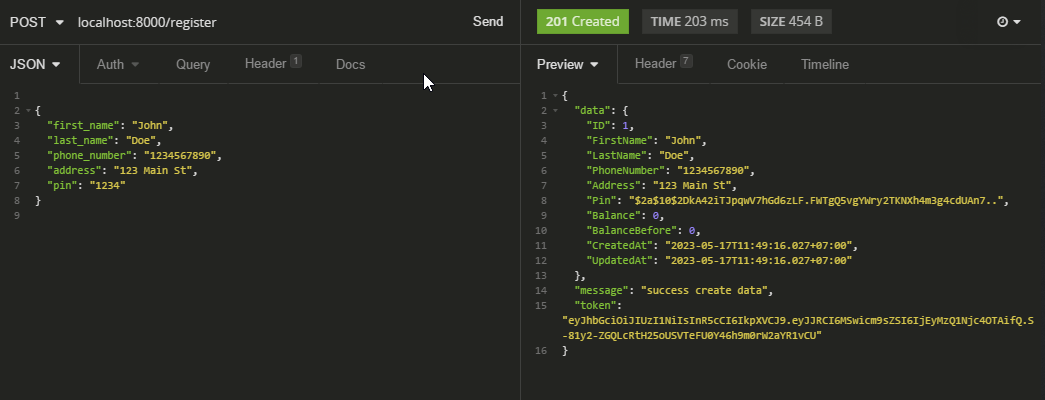 POST localhost:8000/register Send
201 Created TIME 203 ms SIZE 454 B
JSON Auth Query Header 1 Docs
Preview Header 7 Cookie Timeline
1
2 {
3 "first_name": "John",
4 "last_name": "Doe",
5 "phone_number": "1234567890",
6 "address": "123 Main St",
7 "pin": "1234"
8 }
9
1 {
2 "data": {
3 "ID": 1,
4 "FirstName": "John",
5 "LastName": "Doe",
6 "PhoneNumber": "1234567890",
7 "Address": "123 Main St",
8 "Pin": "$2a$10$2DkA42iTJpqwV7hGd6zLF.FWTgQ5vgYWry2TKNXh4m3g4cdUAn7..",
9 "Balance": 0,
10 "BalanceBefore": 0,
11 "CreatedAt": "2023-05-17T11:49:16.027+07:00",
12 "UpdatedAt": "2023-05-17T11:49:16.027+07:00"
13 },
14 "message": "success create data",
15 "token":
"eyJhbGciOiJIUzI1NiIsInR5cCI6IkpXVCJ9.eyJJRCI6MSwicm9sZSI6IjEyMzQ1Njc4OTAifQ.S
-81y2-ZGQLcRtH25oUSVTeFU0Y46h9m0rW2aYR1vCU"
16 }